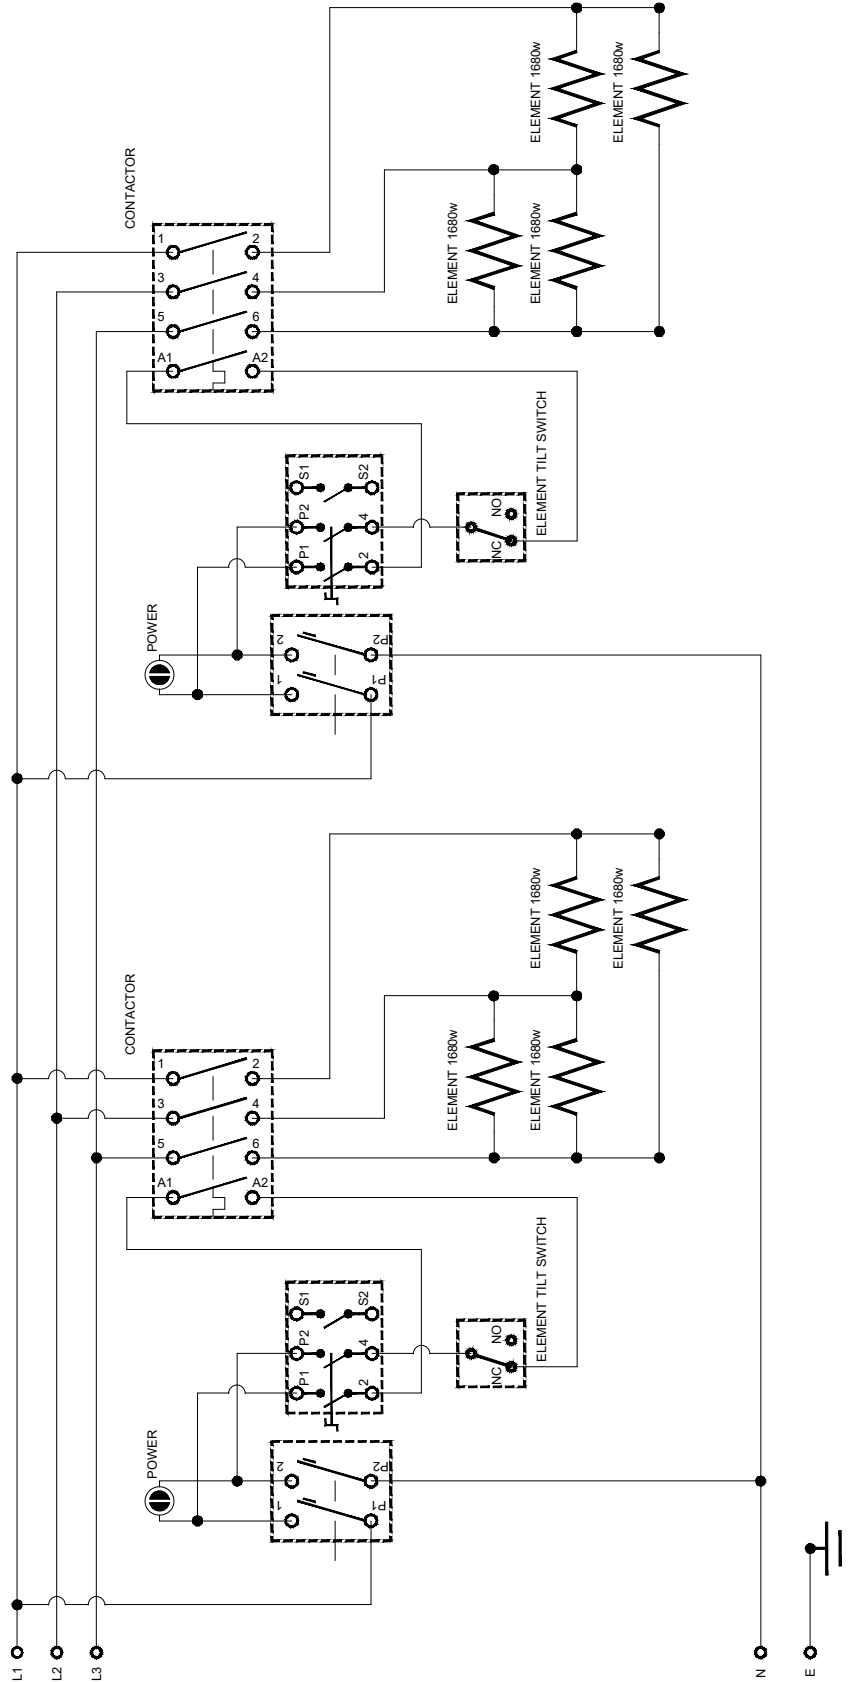 ELEMENT 1680w
ELEMENT 1680w
CONTACTOR
ELEMENT 1680w
ELEMENT 1680w
1
2
3
4
5
6
A1
A2
ELEMENT TILT SWITCH
S1
S2
P2
4
P1
2
NO
NC
POWER
2
P2
1
P1
ELEMENT 1680w
ELEMENT 1680w
CONTACTOR
ELEMENT 1680w
ELEMENT 1680w
1
2
3
4
5
6
A1
A2
ELEMENT TILT SWITCH
S1
S2
P2
4
P1
2
NO
NC
POWER
2
P2
1
P1
L1
L2
L3
N
E